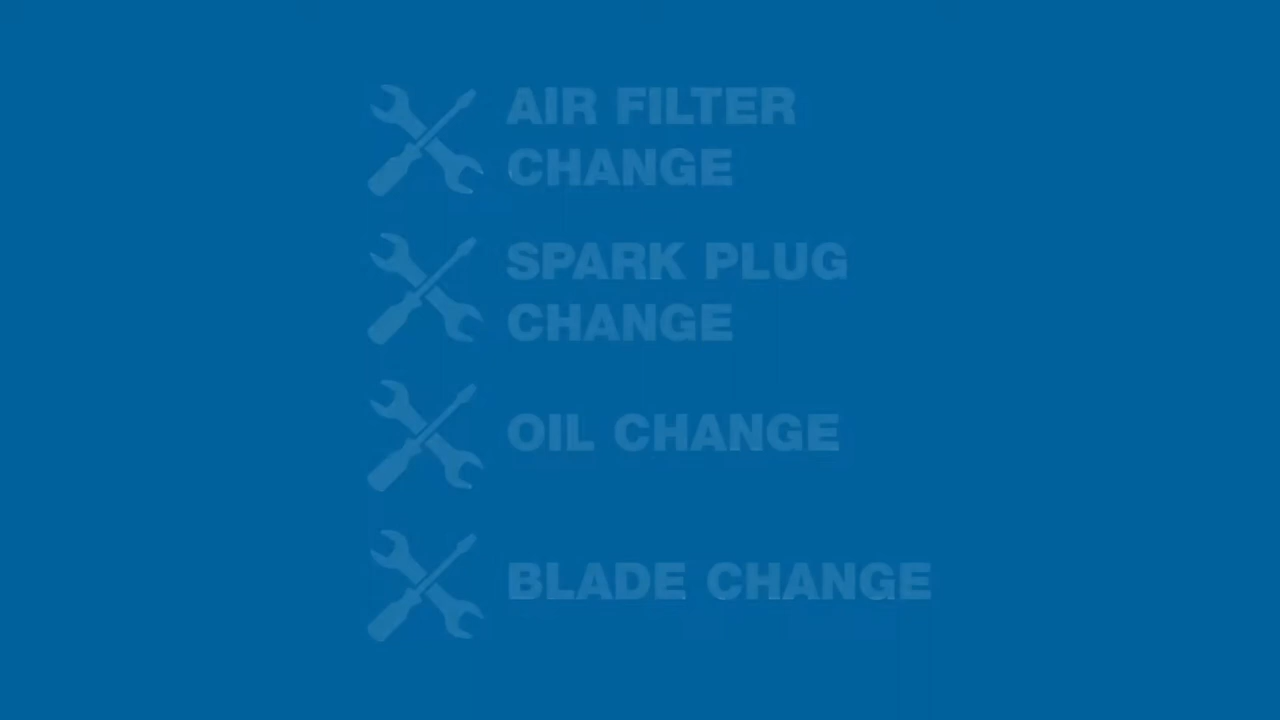 AIR FILTER
CHANGE
SPARK PLUG
CHANGE
OIL CHANGE
BLADE CHANGE